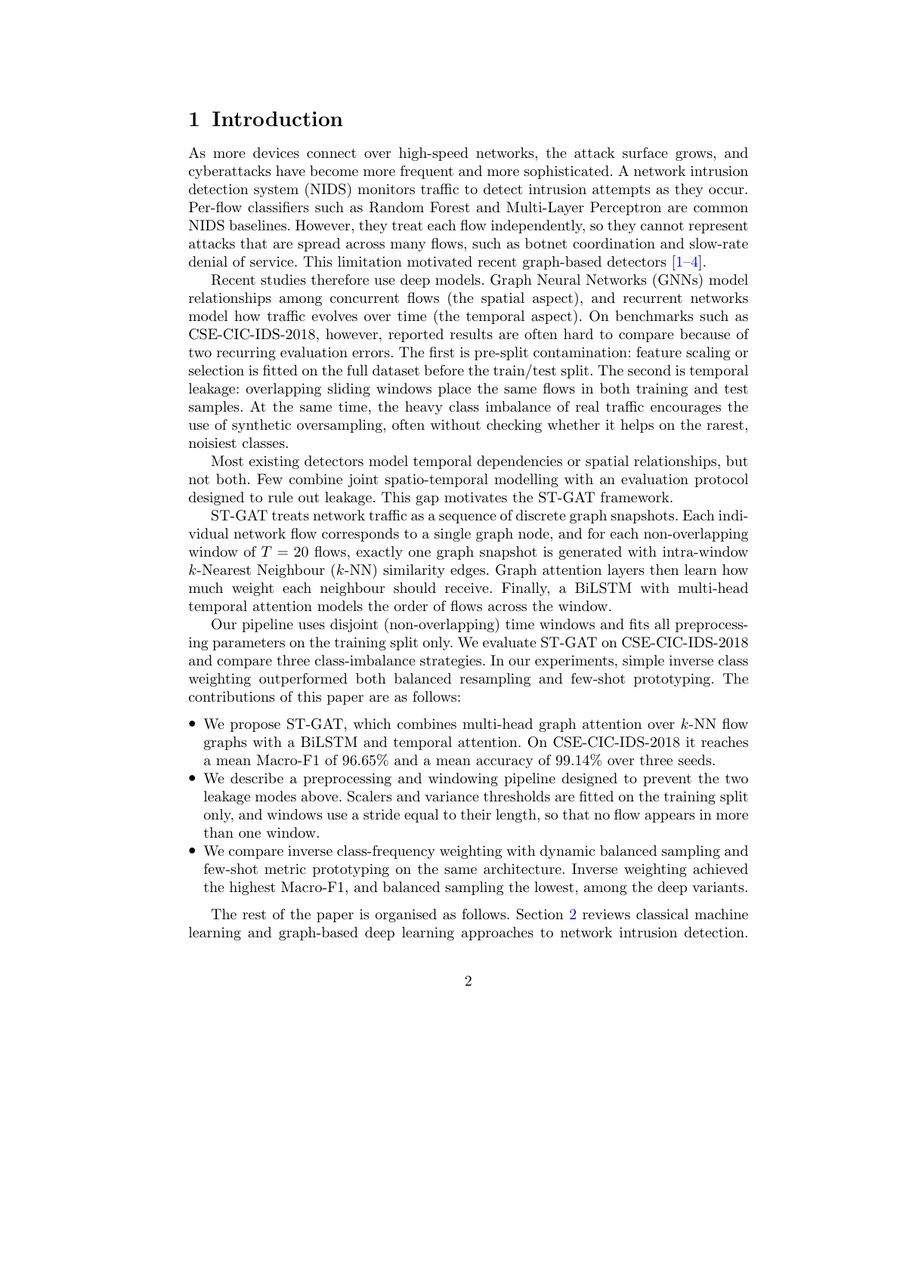 1 Introduction
As more devices connect over high-speed networks, the attack surface grows, and
cyberattacks have become more frequent and more sophisticated. A network intrusion
detection system (NIDS) monitors traffic to detect intrusion attempts as they occur.
Per-flow classifiers such as Random Forest and Multi-Layer Perceptron are common
NIDS baselines. However, they treat each flow independently, so they cannot represent
attacks that are spread across many flows, such as botnet coordination and slow-rate
denial of service. This limitation motivated recent graph-based detectors [1–4].
Recent studies therefore use deep models. Graph Neural Networks (GNNs) model
relationships among concurrent flows (the spatial aspect), and recurrent networks
model how traffic evolves over time (the temporal aspect). On benchmarks such as
CSE-CIC-IDS-2018, however, reported results are often hard to compare because of
two recurring evaluation errors. The first is pre-split contamination: feature scaling or
selection is fitted on the full dataset before the train/test split. The second is temporal
leakage: overlapping sliding windows place the same flows in both training and test
samples. At the same time, the heavy class imbalance of real traffic encourages the
use of synthetic oversampling, often without checking whether it helps on the rarest,
noisiest classes.
Most existing detectors model temporal dependencies or spatial relationships, but
not both. Few combine joint spatio-temporal modelling with an evaluation protocol
designed to rule out leakage. This gap motivates the ST-GAT framework.
ST-GAT treats network traffic as a sequence of discrete graph snapshots. Each indi-
vidual network flow corresponds to a single graph node, and for each non-overlapping
window of T = 20 flows, exactly one graph snapshot is generated with intra-window
k-Nearest Neighbour (k-NN) similarity edges. Graph attention layers then learn how
much weight each neighbour should receive. Finally, a BiLSTM with multi-head
temporal attention models the order of flows across the window.
Our pipeline uses disjoint (non-overlapping) time windows and fits all preprocess-
ing parameters on the training split only. We evaluate ST-GAT on CSE-CIC-IDS-2018
and compare three class-imbalance strategies. In our experiments, simple inverse class
weighting outperformed both balanced resampling and few-shot prototyping. The
contributions of this paper are as follows:
• We propose ST-GAT, which combines multi-head graph attention over k-NN flow
graphs with a BiLSTM and temporal attention. On CSE-CIC-IDS-2018 it reaches
a mean Macro-F1 of 96.65% and a mean accuracy of 99.14% over three seeds.
• We describe a preprocessing and windowing pipeline designed to prevent the two
leakage modes above. Scalers and variance thresholds are fitted on the training split
only, and windows use a stride equal to their length, so that no flow appears in more
than one window.
• We compare inverse class-frequency weighting with dynamic balanced sampling and
few-shot metric prototyping on the same architecture. Inverse weighting achieved
the highest Macro-F1, and balanced sampling the lowest, among the deep variants.
The rest of the paper is organised as follows. Section 2 reviews classical machine
learning and graph-based deep learning approaches to network intrusion detection.
2